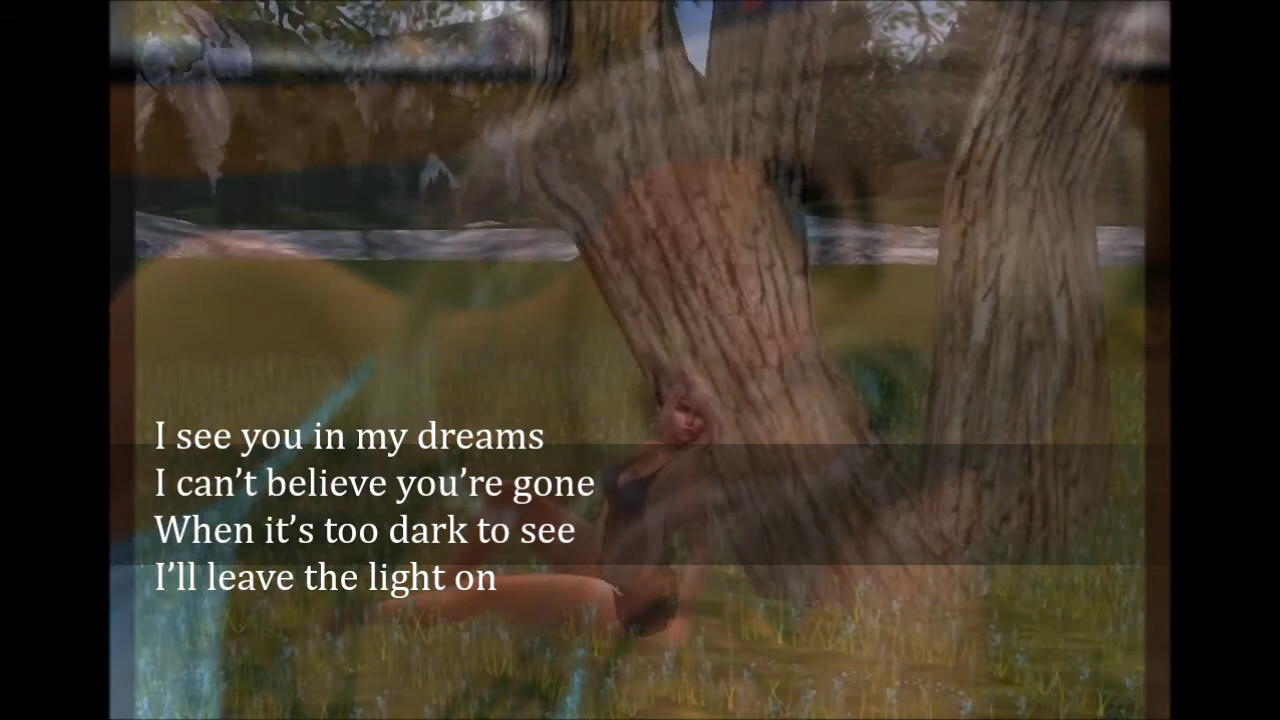 I see you in my dreams
I can’t believe you’re gone
When it’s too dark to see
I’ll leave the light on